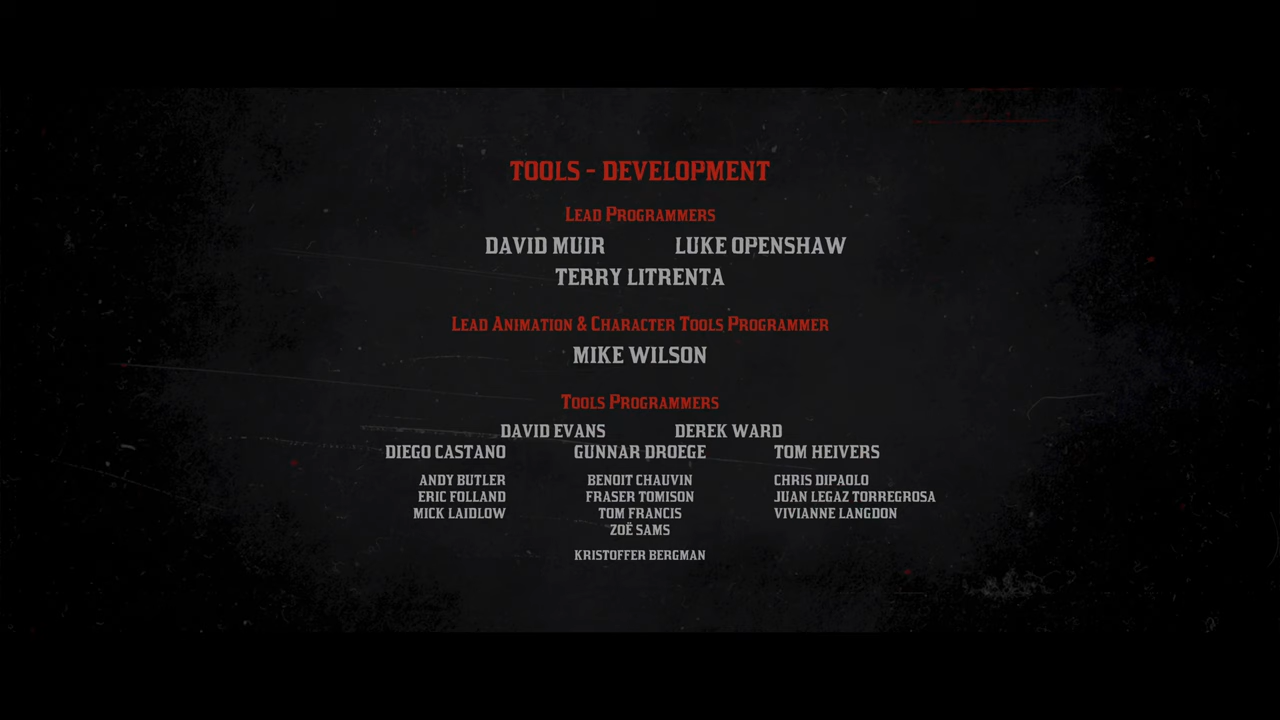 TOOLS - DEVELOPMENT
LEAD PROGRAMMERS
DAVID MUIR LUKE OPENSHAW
TERRY LITRENTA
LEAD ANIMATION & CHARACTER TOOLS PROGRAMMER
MIKE WILSON
TOOLS PROGRAMMERS
DAVID EVANS DEREK WARD
DIEGO CASTANO GUNNAR DROEGE TOM HEIVERS
ANDY BUTLER BENOIT CHAUVIN CHRIS DIPAOLO
ERIC FOLLAND FRASER TOMISON JUAN LEGAZ TORREGROSA
MICK LAIDLOW TOM FRANCIS VIVIANNE LANGDON
ZOË SAMS
KRISTOFFER BERGMAN